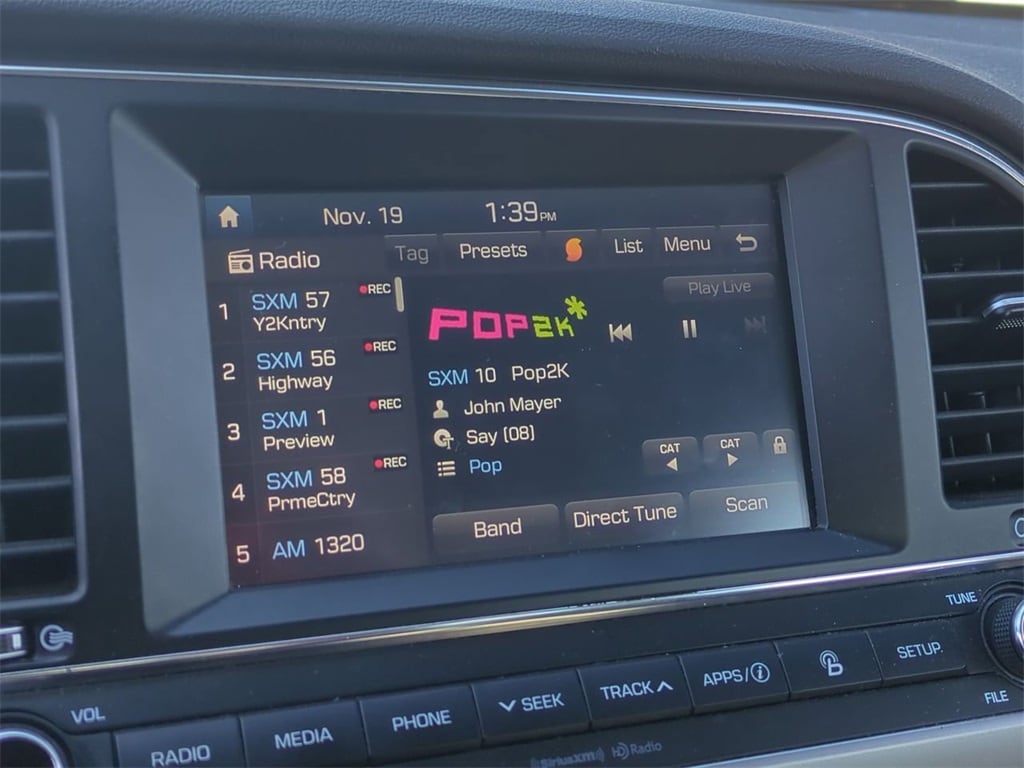 Nov. 19 1:39PM
Radio Tag Presets List Menu
1 SXM 57 REC
Y2Kntry
2 SXM 56 REC
Highway
3 SXM 1 REC
Preview
4 SXM 58 REC
PrmeCtry
5 AM 1320
Play Live
POP2K*
SXM 10 Pop2K
John Mayer
Say (08)
Pop
CAT CAT
Band Direct Tune Scan
TUNE
VOL
FILE
RADIO MEDIA PHONE SEEK TRACK APPS/i SETUP
siriusxm HD Radio